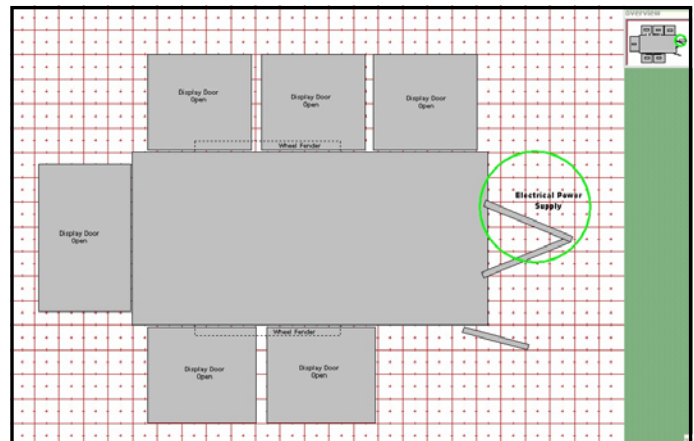 Overview
Display Door
Open
Display Door
Open
Display Door
Open
Wheel Fender
Electrical Power
Supply
Display Door
Open
Wheel Fender
Display Door
Open
Display Door
Open